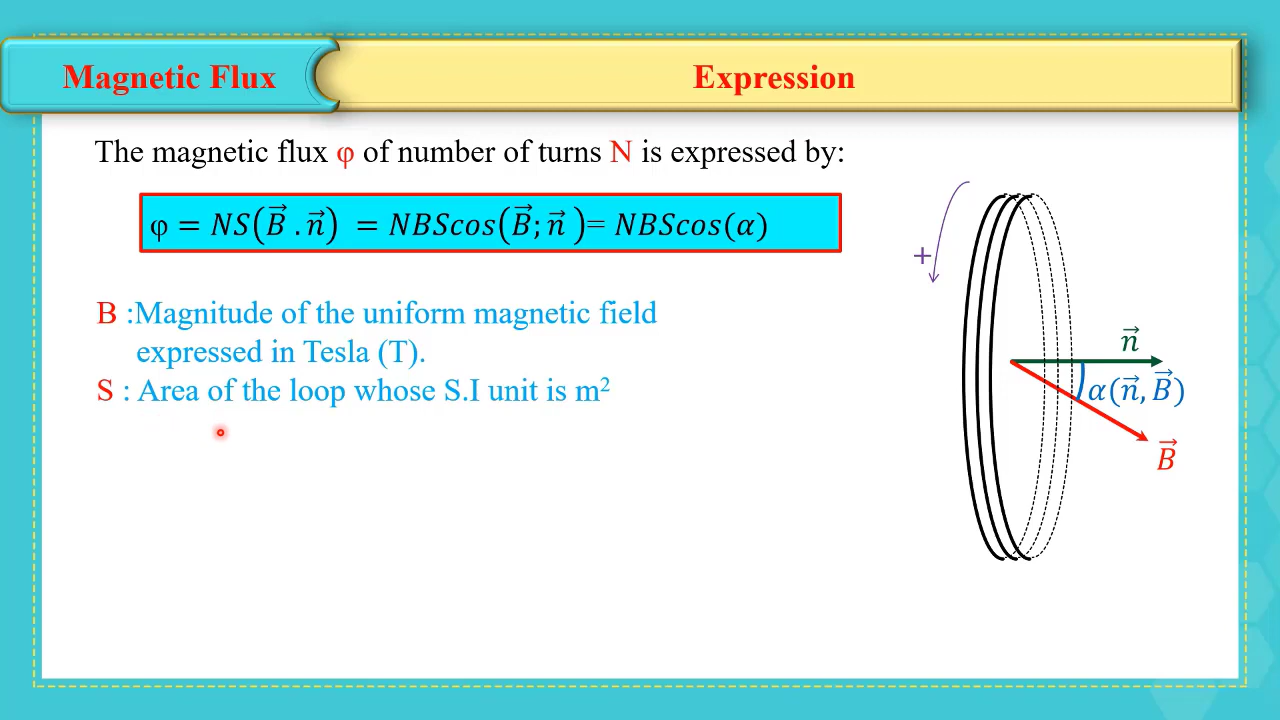 Magnetic Flux
Expression
The magnetic flux φ of number of turns N is expressed by:
φ = NS(B⃗ . n⃗) = NBScos(B⃗; n⃗ )= NBScos(α)
B :Magnitude of the uniform magnetic field
expressed in Tesla (T).
S : Area of the loop whose S.I unit is m²
+
n⃗
α(n⃗, B⃗)
B⃗